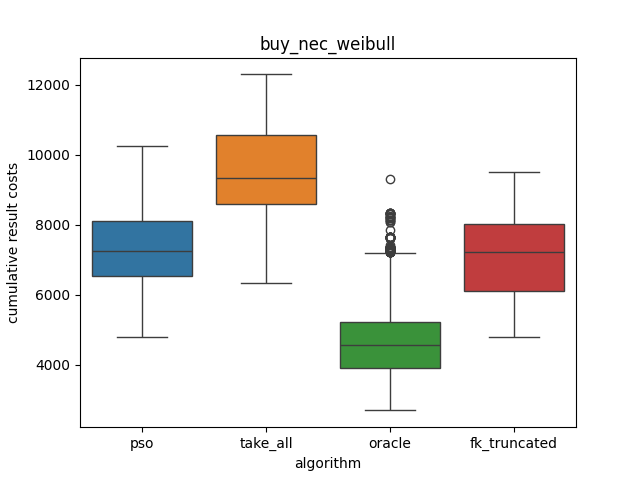 buy_nec_weibull
cumulative result costs
12000
10000
8000
6000
4000
pso
take_all
oracle
fk_truncated
algorithm